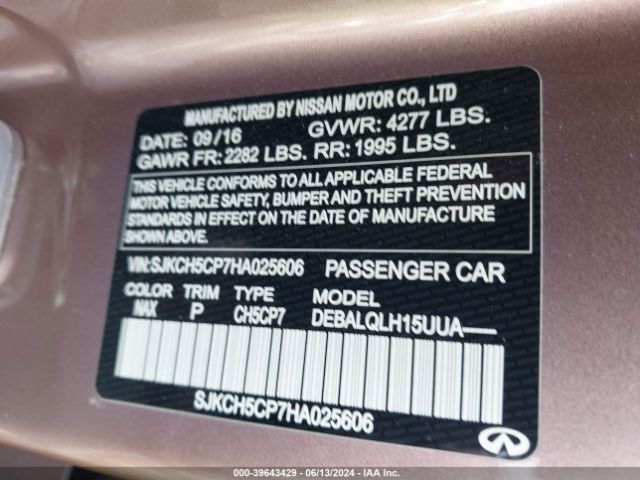 MANUFACTURED BY NISSAN MOTOR CO., LTD
DATE: 09/16 GVWR: 4277 LBS.
GAWR FR: 2282 LBS. RR: 1995 LBS.
THIS VEHICLE CONFORMS TO ALL APPLICABLE FEDERAL
MOTOR VEHICLE SAFETY, BUMPER AND THEFT PREVENTION
STANDARDS IN EFFECT ON THE DATE OF MANUFACTURE
SHOWN ABOVE.
VIN:SJKCH5CP7HA025606 PASSENGER CAR
COLOR TRIM TYPE MODEL
NAX P CH5CP7 DEBALQLH15UUA
SJKCH5CP7HA025606
000-39643429 - 06/13/2024 - IAA Inc.